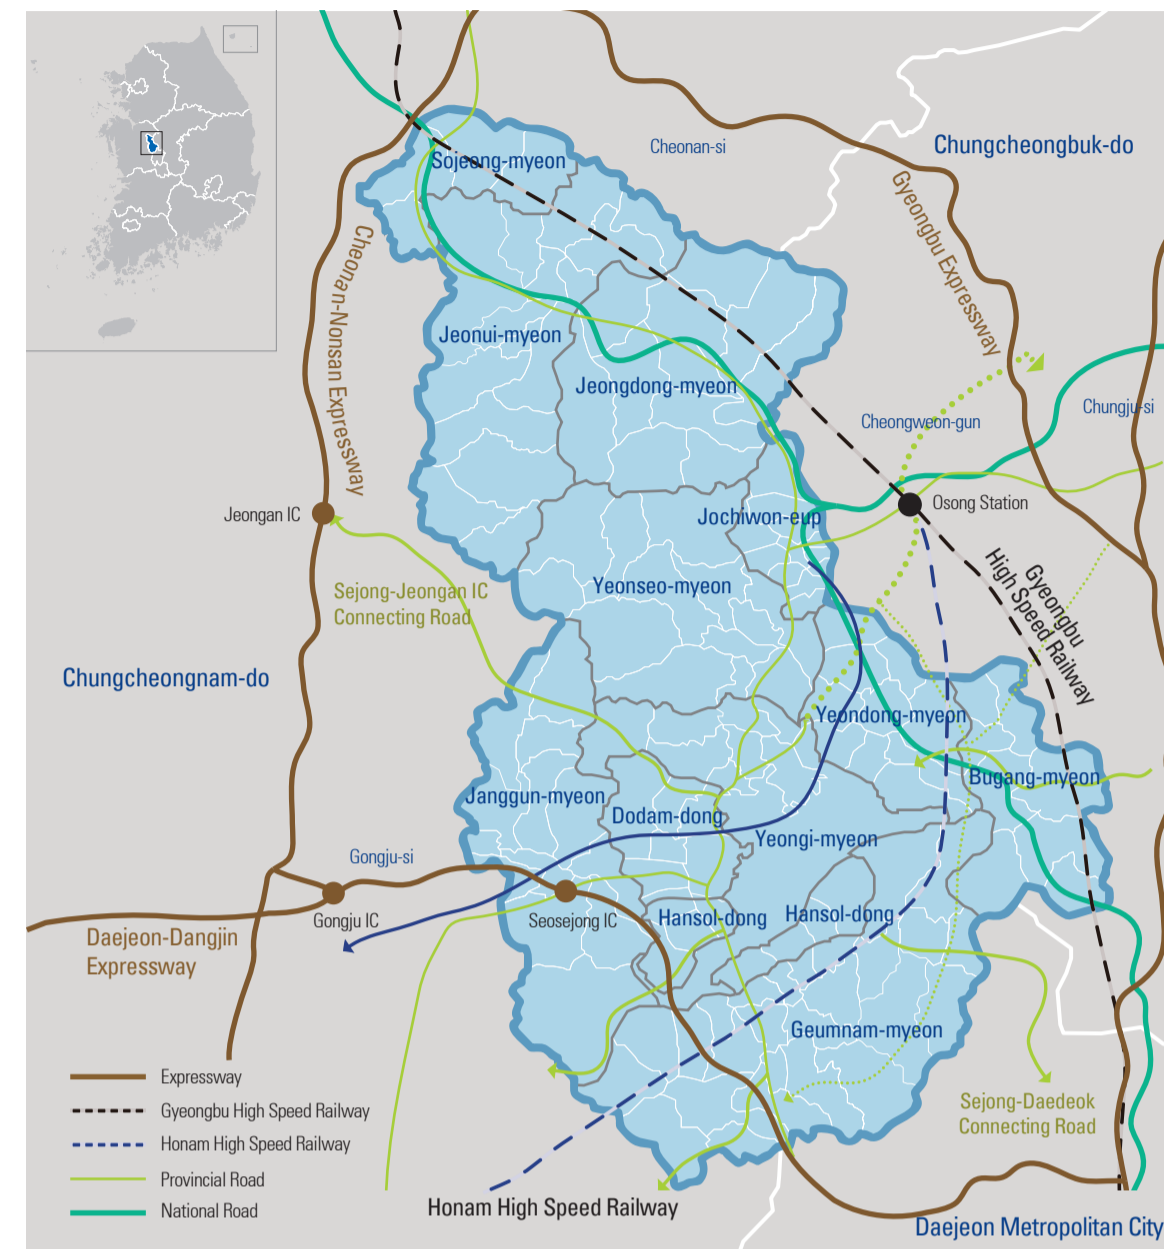 Cheonan-si
Chungcheongbuk-do
Sojeong-myeon
Gyeongbu Expressway
Cheonan-Nonsan Expressway
Jeonui-myeon
Jeongdong-myeon
Cheongweon-gun
Chungju-si
Jeongan IC
Jochiwon-eup
Osong Station
Sejong-Jeongan IC
Connecting Road
Yeonseo-myeon
Gyeongbu
High Speed Railway
Chungcheongnam-do
Yeondong-myeon
Bugang-myeon
Janggun-myeon
Dodam-dong
Yeongi-myeon
Gongju-si
Gongju IC
Seosejong IC
Hansol-dong
Hansol-dong
Daejeon-Dangjin
Expressway
Geumnam-myeon
Expressway
Gyeongbu High Speed Railway
Honam High Speed Railway
Provincial Road
National Road
Sejong-Daedeok
Connecting Road
Honam High Speed Railway
Daejeon Metropolitan City